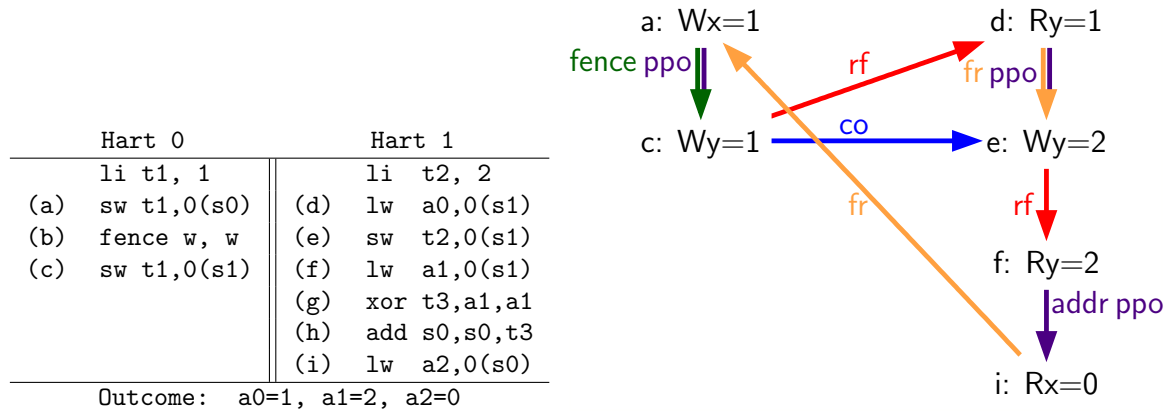 Hart 0 Hart 1
li t1, 1 li t2, 2
(a) sw t1,0(s0) (d) lw a0,0(s1)
(b) fence w, w (e) sw t2,0(s1)
(c) sw t1,0(s1) (f) lw a1,0(s1)
(g) xor t3,a1,a1
(h) add s0,s0,t3
(i) lw a2,0(s0)
Outcome: a0=1, a1=2, a2=0
a: Wx=1 d: Ry=1
fence ppo rf fr ppo
c: Wy=1 co e: Wy=2
fr rf
f: Ry=2
addr ppo
i: Rx=0